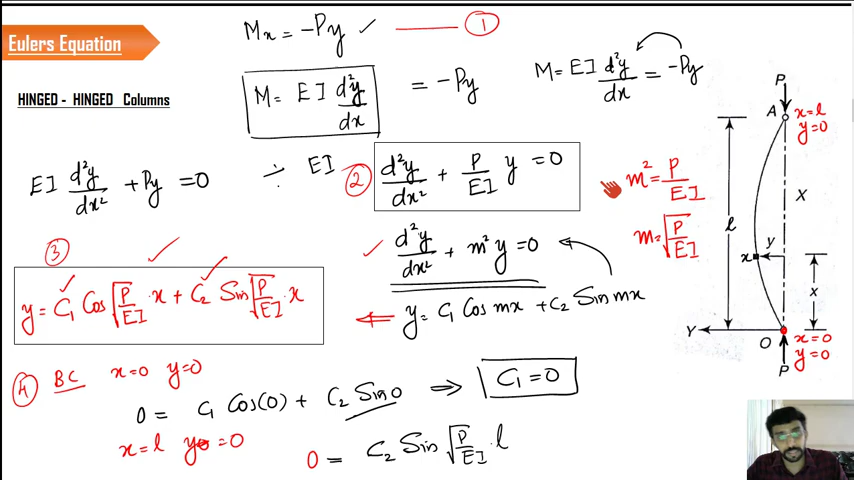 Eulers Equation
HINGED - HINGED Columns
Mx = -Py ✓ ——— ①
M = EI d²y/dx = -Py
M = EI d²y/dx = -Py
EI d²y/dx² + Py = 0 ÷ EI
② d²y/dx² + P/EI y = 0
m² = P/EI
m = √P/EI
✓ d²y/dx² + m²y = 0
y = C1 Cos mx + C2 Sin mx
③
y = C1 Cos √P/EI · x + C2 Sin √P/EI · x
④ BC x=0 y=0
0 = C1 Cos(0) + C2 Sin 0 ⇒ C1 = 0
x = l y = 0
0 = C2 Sin √P/EI · l
P
A x=l
y=0
X
l
x y
x
Y
O x=0
y=0
P